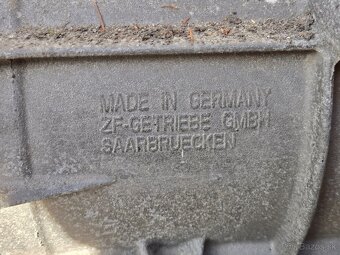 MADE IN GERMANY
ZF-GETRIEBE GMBH
SAARBRUECKEN